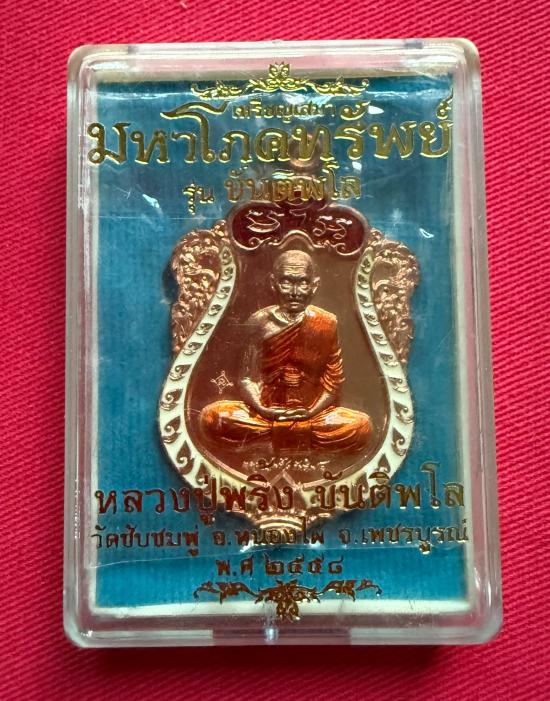 เหรียญเสมา
มหาโภคทรัพย์
รุ่น ขันติพโล
หลวงปู่พริง ขันติพโล
วัดซับชมพู่ อ.หนองไผ่ จ.เพชรบูรณ์
พ.ศ ๒๕๕๘